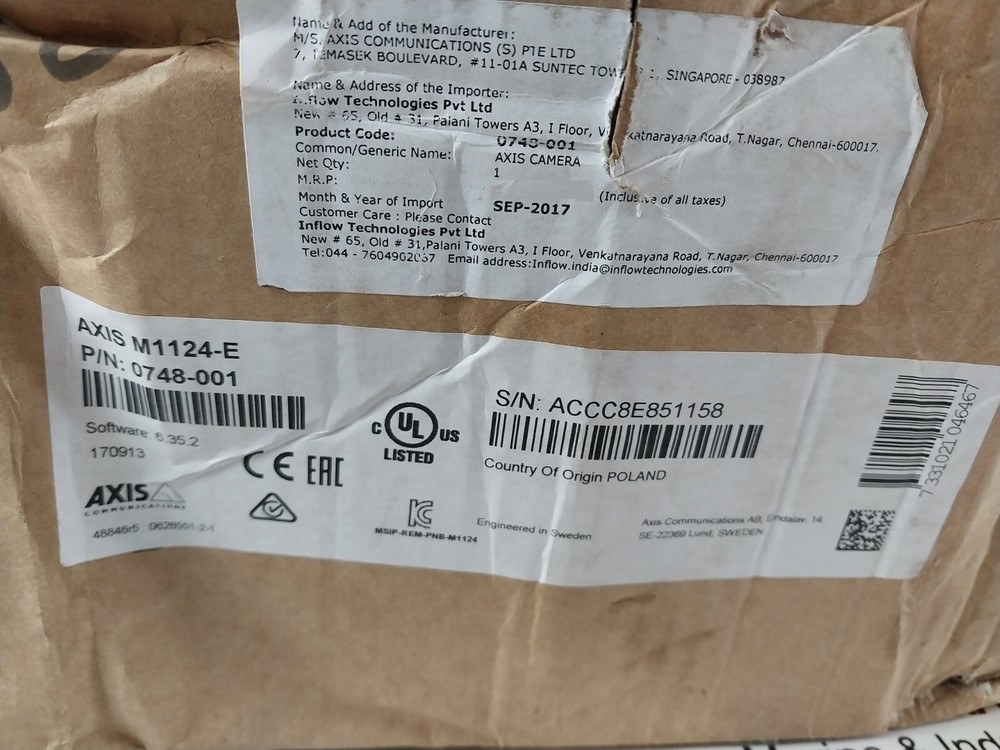 Name & Add of the Manufacturer:
M/S. AXIS COMMUNICATIONS (S) PTE LTD
7, TEMASEK BOULEVARD, #11-01A SUNTEC SINGAPORE - 038987
Name & Address of the Importer:
Inflow Technologies Pvt Ltd
New # 65, Old # 31, Palani Towers A3, I Floor, Road, T.Nagar, Chennai-600017.
Product Code: 0748-001
Common/Generic Name: AXIS CAMERA
Net Qty: 1
M.R.P: (Inclusive of all taxes)
Month & Year of Import SEP-2017
Customer Care : Please Contact
Inflow Technologies Pvt Ltd
New # 65, Old # 31,Palani Towers A3, I Floor, Venkatnarayana Road, T.Nagar, Chennai-600017
Tel:044 - Email address:Inflow.india@inflowtechnologies.com
AXIS M1124-E
P/N: 0748-001
Software: 6.35.2
170913
S/N: ACCC8E851158
Country Of Origin POLAND
C UL US
LISTED
CE EAC
AXIS
COMMUNICATIONS
MSIP-REM-PNB-M1124
Engineered in Sweden
Axis Communications AB, 14
SE-22369 Lund, SWEDEN
7 331021 046467